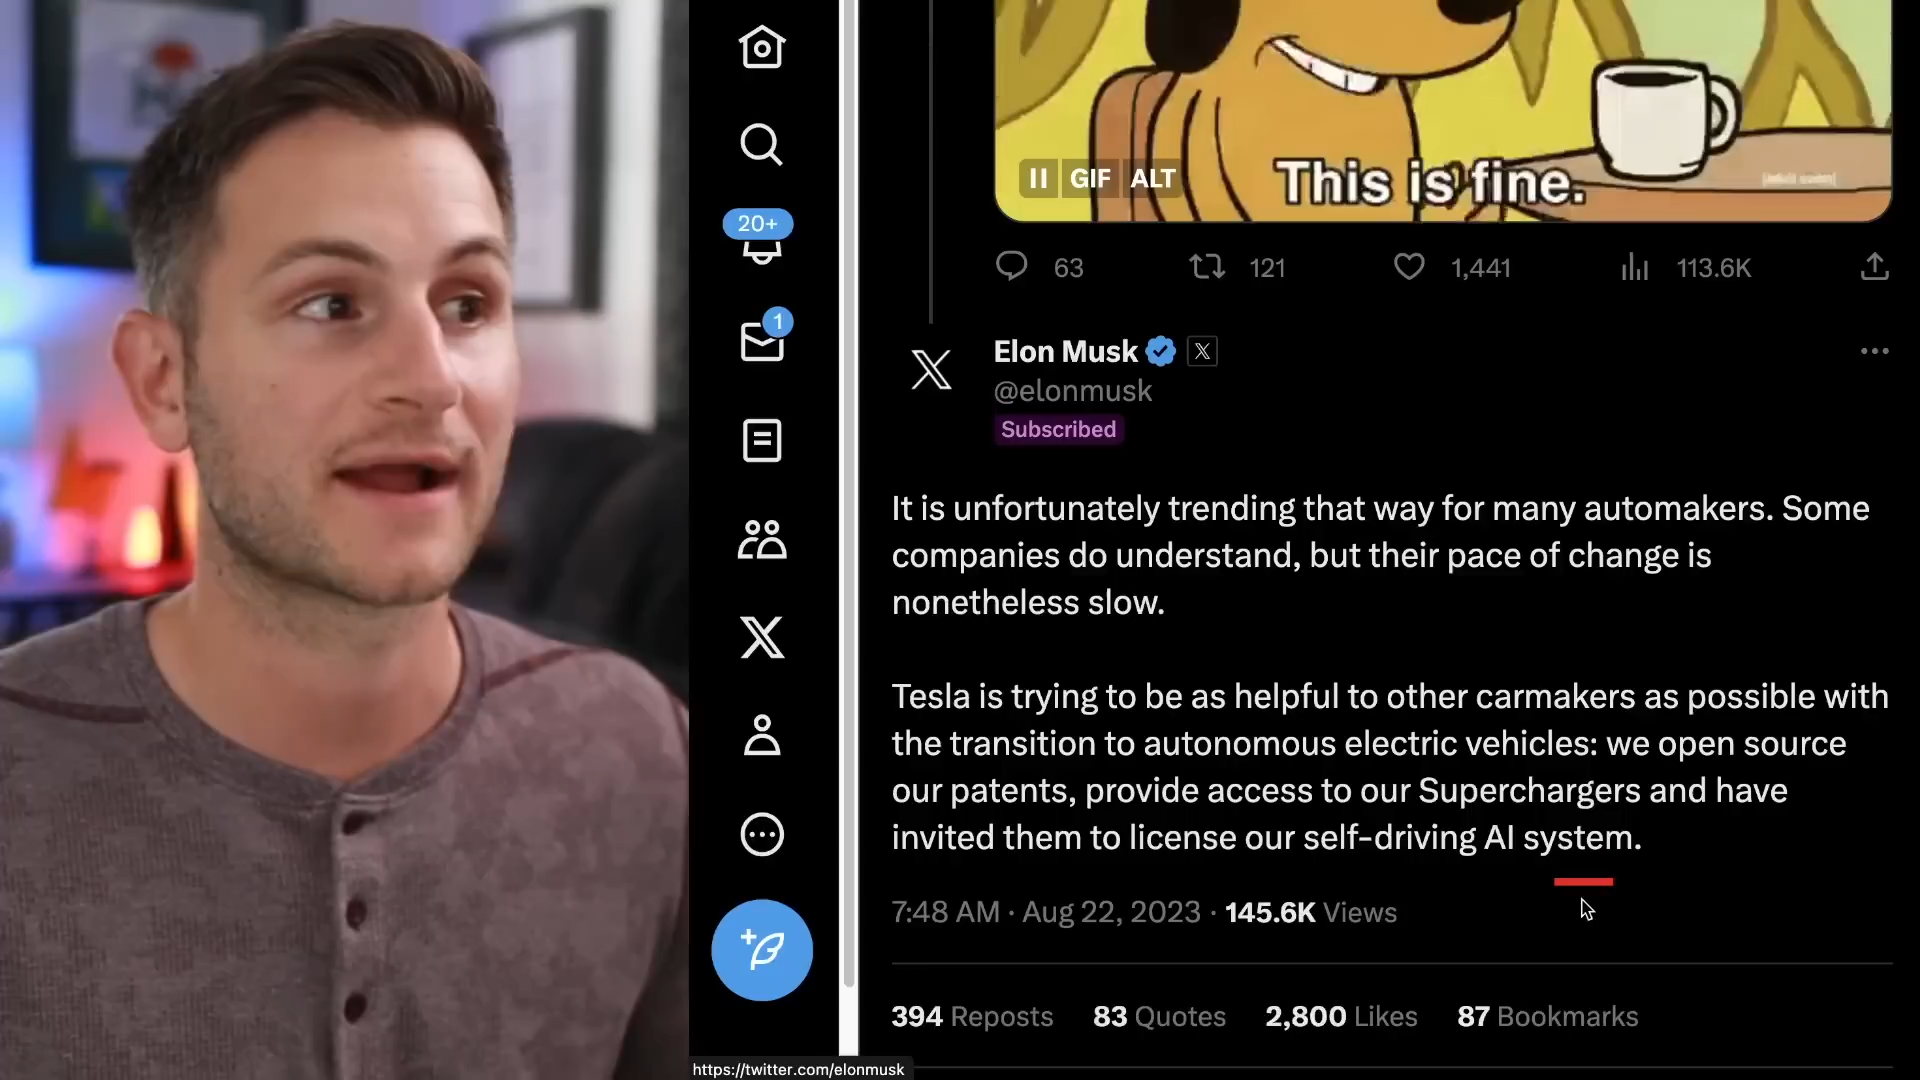 This is fine.
GIF ALT
63 121 1,441 113.6K
20+
1
Elon Musk
@elonmusk
Subscribed
It is unfortunately trending that way for many automakers. Some
companies do understand, but their pace of change is
nonetheless slow.
Tesla is trying to be as helpful to other carmakers as possible with
the transition to autonomous electric vehicles: we open source
our patents, provide access to our Superchargers and have
invited them to license our self-driving AI system.
7:48 AM · Aug 22, 2023 · 145.6K Views
394 Reposts 83 Quotes 2,800 Likes 87 Bookmarks
https://twitter.com/elonmusk